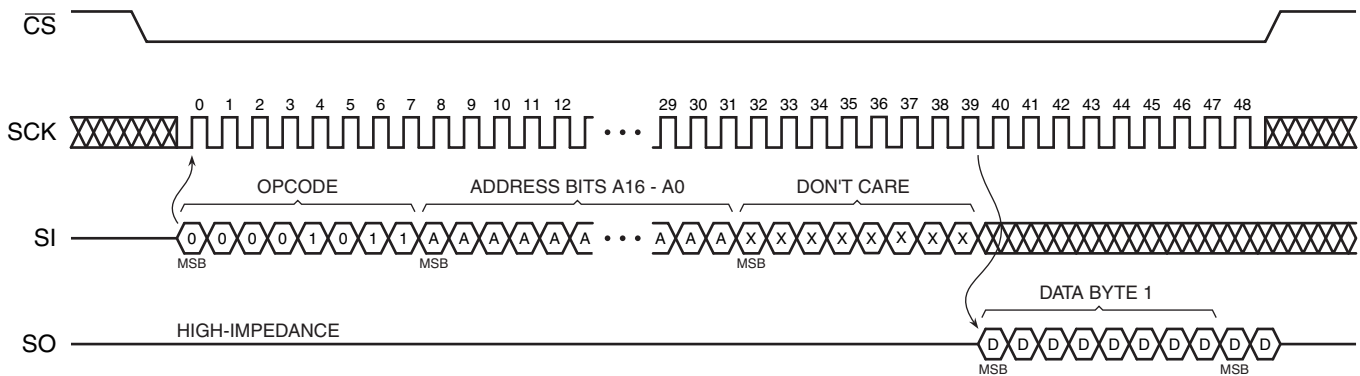 CS
0 1 2 3 4 5 6 7 8 9 10 11 12 29 30 31 32 33 34 35 36 37 38 39 40 41 42 43 44 45 46 47 48
SCK • • •
OPCODE ADDRESS BITS A16 - A0 DON'T CARE
SI 0 0 0 0 1 0 1 1 A A A A A A • • • A A A X X X X X X X X
MSB MSB MSB
DATA BYTE 1
HIGH-IMPEDANCE
SO D D D D D D D D D D
MSB MSB